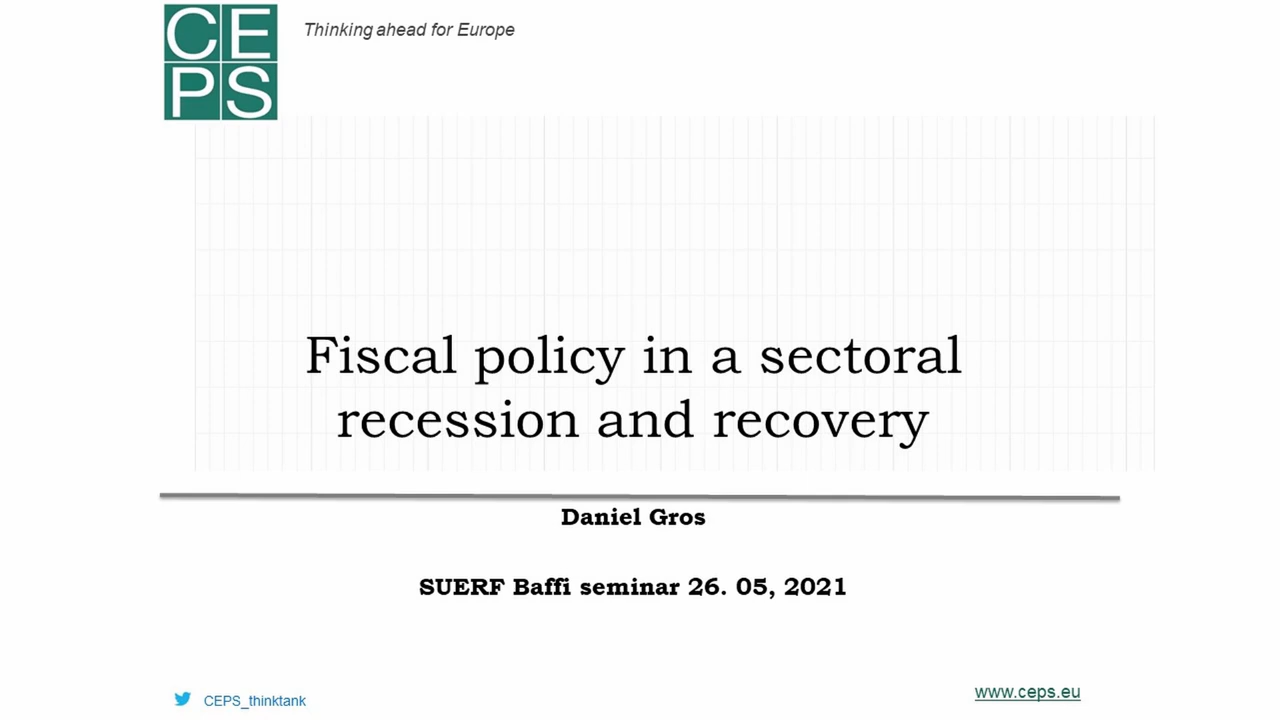 CE
PS
Thinking ahead for Europe
Fiscal policy in a sectoral
recession and recovery
Daniel Gros
SUERF Baffi seminar 26. 05, 2021
CEPS_thinktank
www.ceps.eu